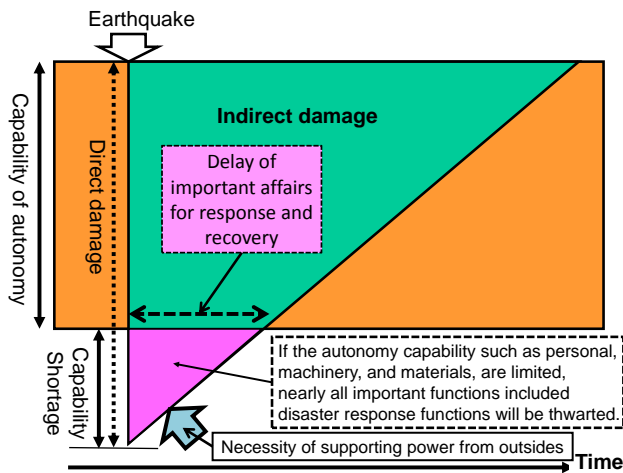 Earthquake
Capability of autonomy
Direct damage
Indirect damage
Delay of
important affairs
for response and
recovery
Capability
Shortage
If the autonomy capability such as personal,
machinery, and materials, are limited,
nearly all important functions included
disaster response functions will be thwarted.
Necessity of supporting power from outsides
Time